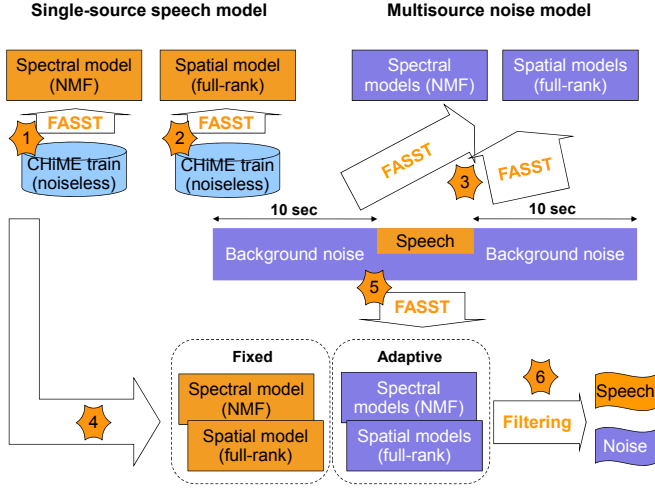 Single-source speech model
Multisource noise model
Spectral model
(NMF)
Spatial model
(full-rank)
Spectral
models (NMF)
Spatial models
(full-rank)
1
FASST
2
FASST
CHiME train
(noiseless)
CHiME train
(noiseless)
FASST
3
FASST
10 sec
10 sec
Background noise
Speech
Background noise
5
FASST
Fixed
Adaptive
Spectral model
(NMF)
Spatial model
(full-rank)
Spectral
models (NMF)
Spatial models
(full-rank)
4
6
Filtering
Speech
Noise